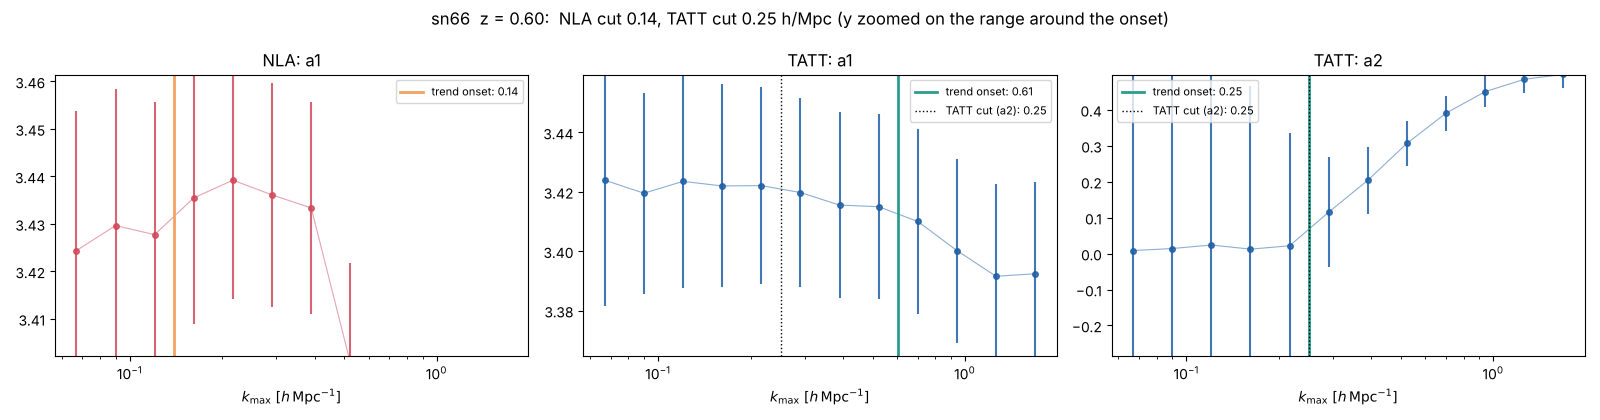 sn66  z = 0.60:  NLA cut 0.14, TATT cut 0.25 h/Mpc (y zoomed on the range around the onset)
NLA: a1
trend onset: 0.14
3.46
3.45
3.44
3.43
3.42
3.41
10⁻¹
10⁰
k_max [h Mpc⁻¹]
TATT: a1
trend onset: 0.61
TATT cut (a2): 0.25
3.44
3.42
3.40
3.38
10⁻¹
10⁰
k_max [h Mpc⁻¹]
TATT: a2
trend onset: 0.25
TATT cut (a2): 0.25
0.4
0.3
0.2
0.1
0.0
−0.1
−0.2
10⁻¹
10⁰
k_max [h Mpc⁻¹]